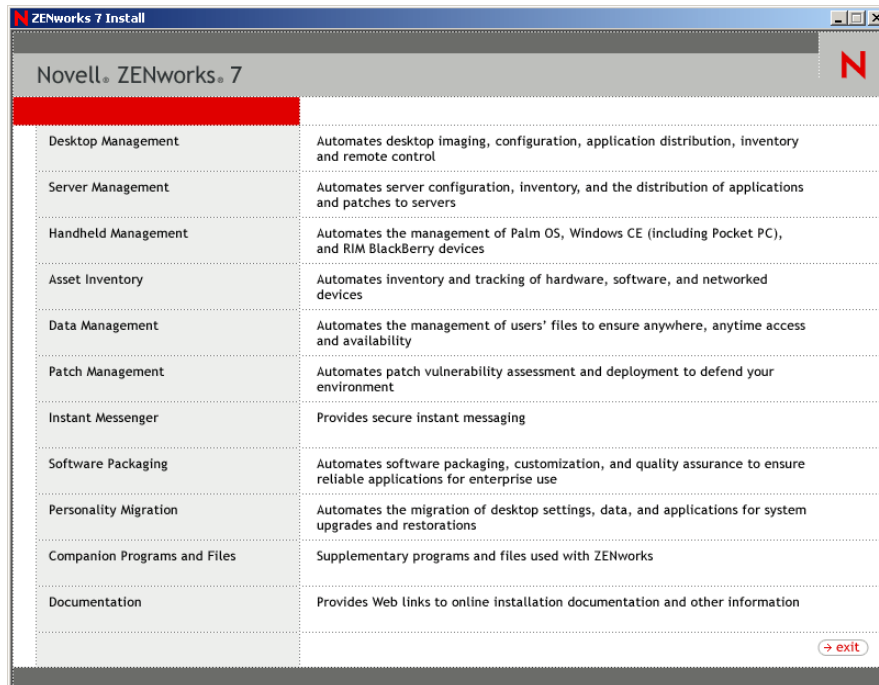 ZENworks 7 Install
Novell® ZENworks® 7
N
Desktop Management
Automates desktop imaging, configuration, application distribution, inventory
and remote control
Server Management
Automates server configuration, inventory, and the distribution of applications
and patches to servers
Handheld Management
Automates the management of Palm OS, Windows CE (including Pocket PC),
and RIM BlackBerry devices
Asset Inventory
Automates inventory and tracking of hardware, software, and networked
devices
Data Management
Automates the management of users’ files to ensure anywhere, anytime access
and availability
Patch Management
Automates patch vulnerability assessment and deployment to defend your
environment
Instant Messenger
Provides secure instant messaging
Software Packaging
Automates software packaging, customization, and quality assurance to ensure
reliable applications for enterprise use
Personality Migration
Automates the migration of desktop settings, data, and applications for system
upgrades and restorations
Companion Programs and Files
Supplementary programs and files used with ZENworks
Documentation
Provides Web links to online installation documentation and other information
→ exit